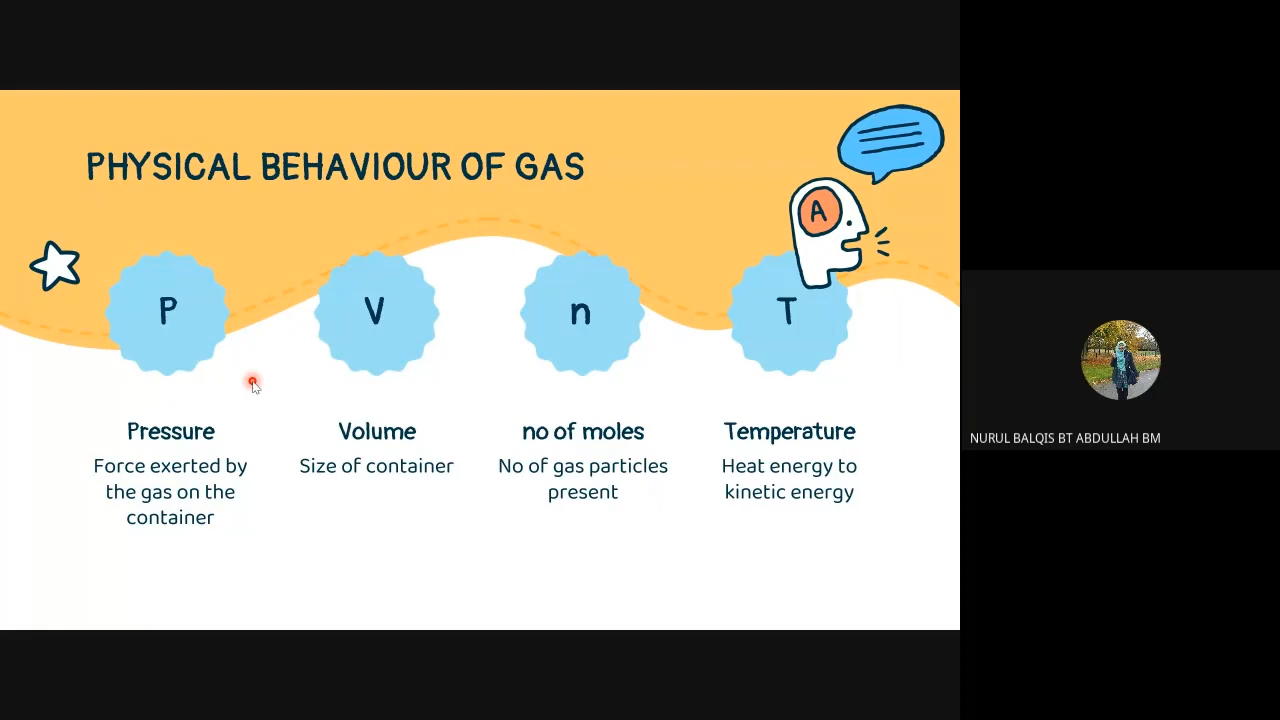 PHYSICAL BEHAVIOUR OF GAS
A
P
V
n
T
Pressure
Force exerted by
the gas on the
container
Volume
Size of container
no of moles
No of gas particles
present
Temperature
Heat energy to
kinetic energy
NURUL BALQIS BT ABDULLAH BM